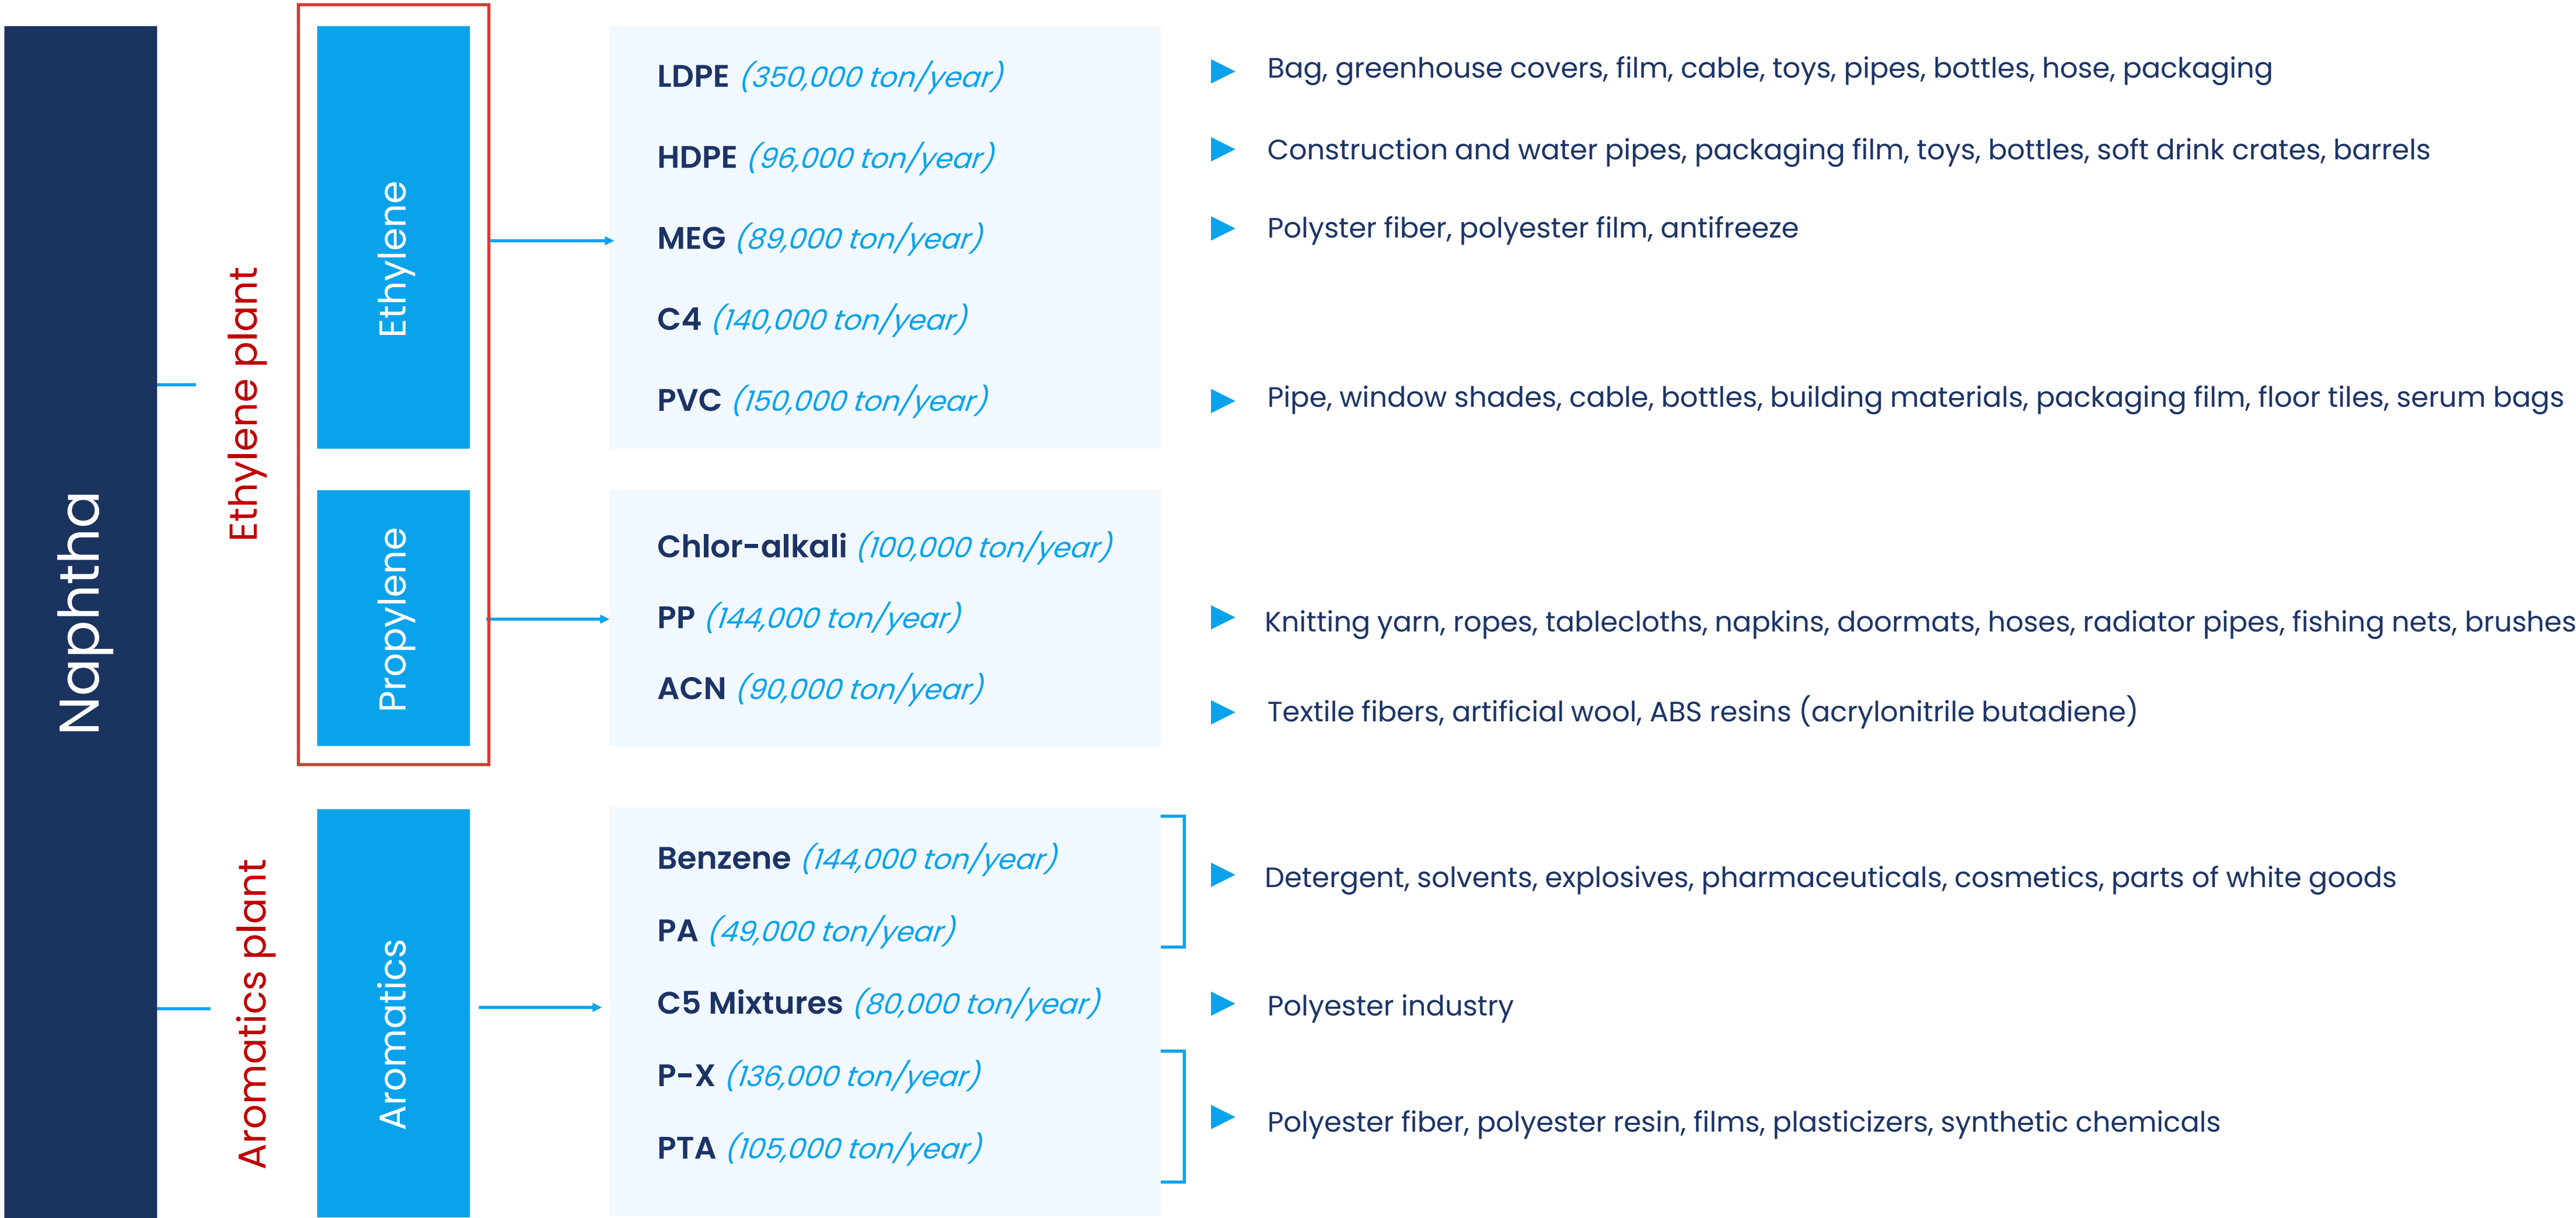 Naphtha
Ethylene plant
Ethylene
LDPE (350,000 ton/year)
Bag, greenhouse covers, film, cable, toys, pipes, bottles, hose, packaging
HDPE (96,000 ton/year)
Construction and water pipes, packaging film, toys, bottles, soft drink crates, barrels
MEG (89,000 ton/year)
Polyster fiber, polyester film, antifreeze
C4 (140,000 ton/year)
PVC (150,000 ton/year)
Pipe, window shades, cable, bottles, building materials, packaging film, floor tiles, serum bags
Propylene
Chlor-alkali (100,000 ton/year)
PP (144,000 ton/year)
Knitting yarn, ropes, tablecloths, napkins, doormats, hoses, radiator pipes, fishing nets, brushes
ACN (90,000 ton/year)
Textile fibers, artificial wool, ABS resins (acrylonitrile butadiene)
Aromatics plant
Aromatics
Benzene (144,000 ton/year)
PA (49,000 ton/year)
Detergent, solvents, explosives, pharmaceuticals, cosmetics, parts of white goods
C5 Mixtures (80,000 ton/year)
Polyester industry
P-X (136,000 ton/year)
PTA (105,000 ton/year)
Polyester fiber, polyester resin, films, plasticizers, synthetic chemicals